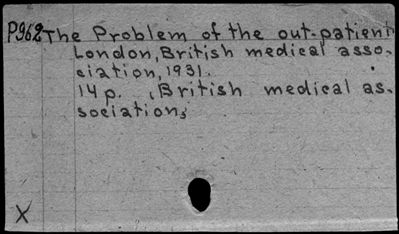 P962 The Problem of the out-patient
London, British medical asso-
ciation, 1931.
14 p. (British medical as-
sociation,
X